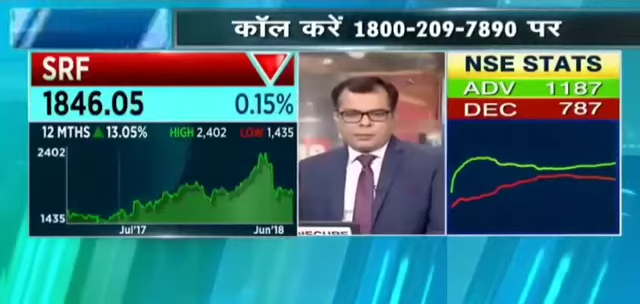 कॉल करें 1800-209-7890 पर
SRF
1846.05 0.15%
12 MTHS ▲ 13.05% HIGH 2,402 LOW 1,435
2402
1435
Jul'17 Jun'18
NSE STATS
ADV 1187
DEC 787